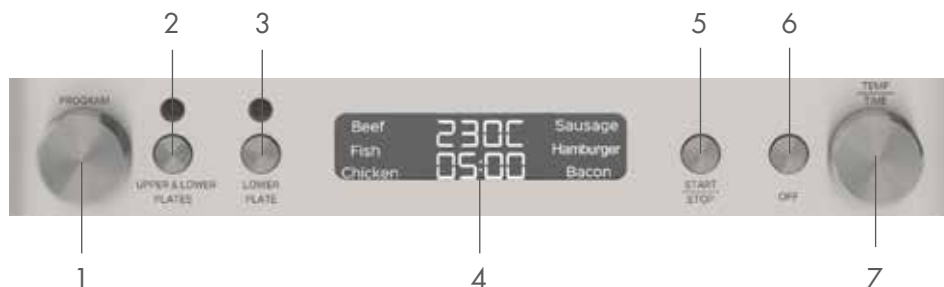 2
3
5
6
PROGRAM
UPPER & LOWER
PLATES
LOWER
PLATE
Beef
Fish
Chicken
230C
05:00
Sausage
Hamburger
Bacon
START
STOP
OFF
TEMP
TIME
1
4
7